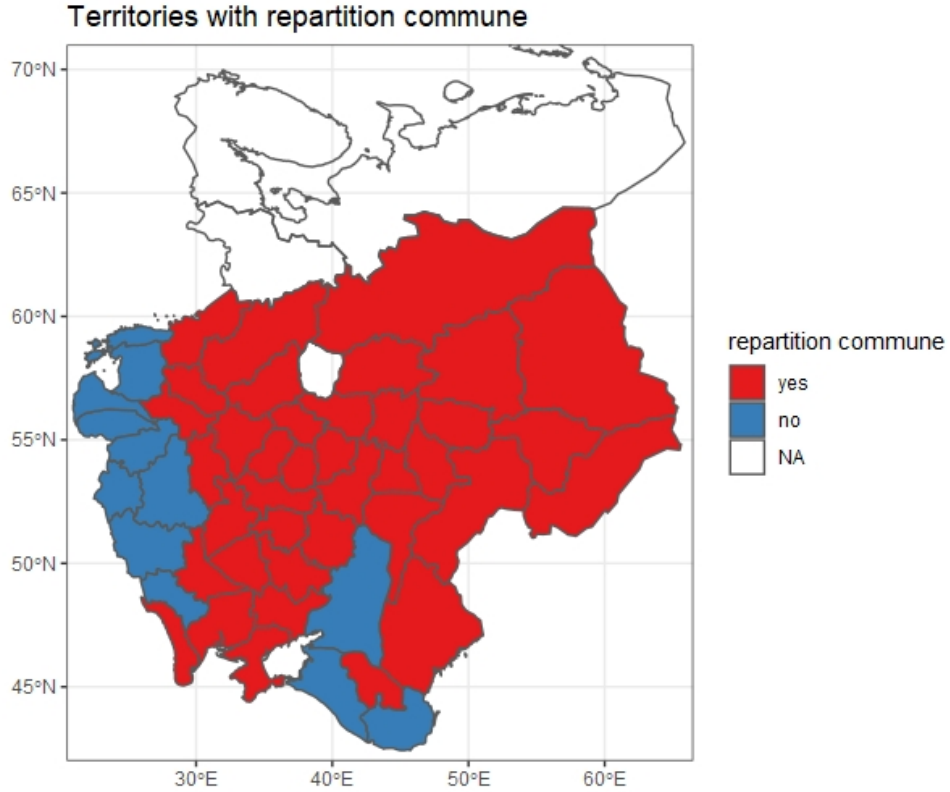 Territories with repartition commune
70°N
65°N
60°N
55°N
50°N
45°N
30°E
40°E
50°E
60°E
repartition commune
yes
no
NA